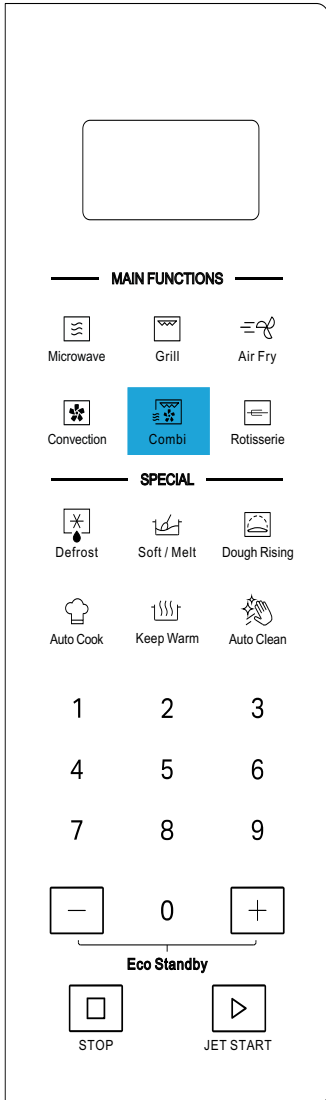 MAIN FUNCTIONS
Microwave Grill Air Fry
Convection Combi Rotisserie
SPECIAL
Defrost Soft / Melt Dough Rising
Auto Cook Keep Warm Auto Clean
1 2 3
4 5 6
7 8 9
− 0 +
Eco Standby
STOP JET START